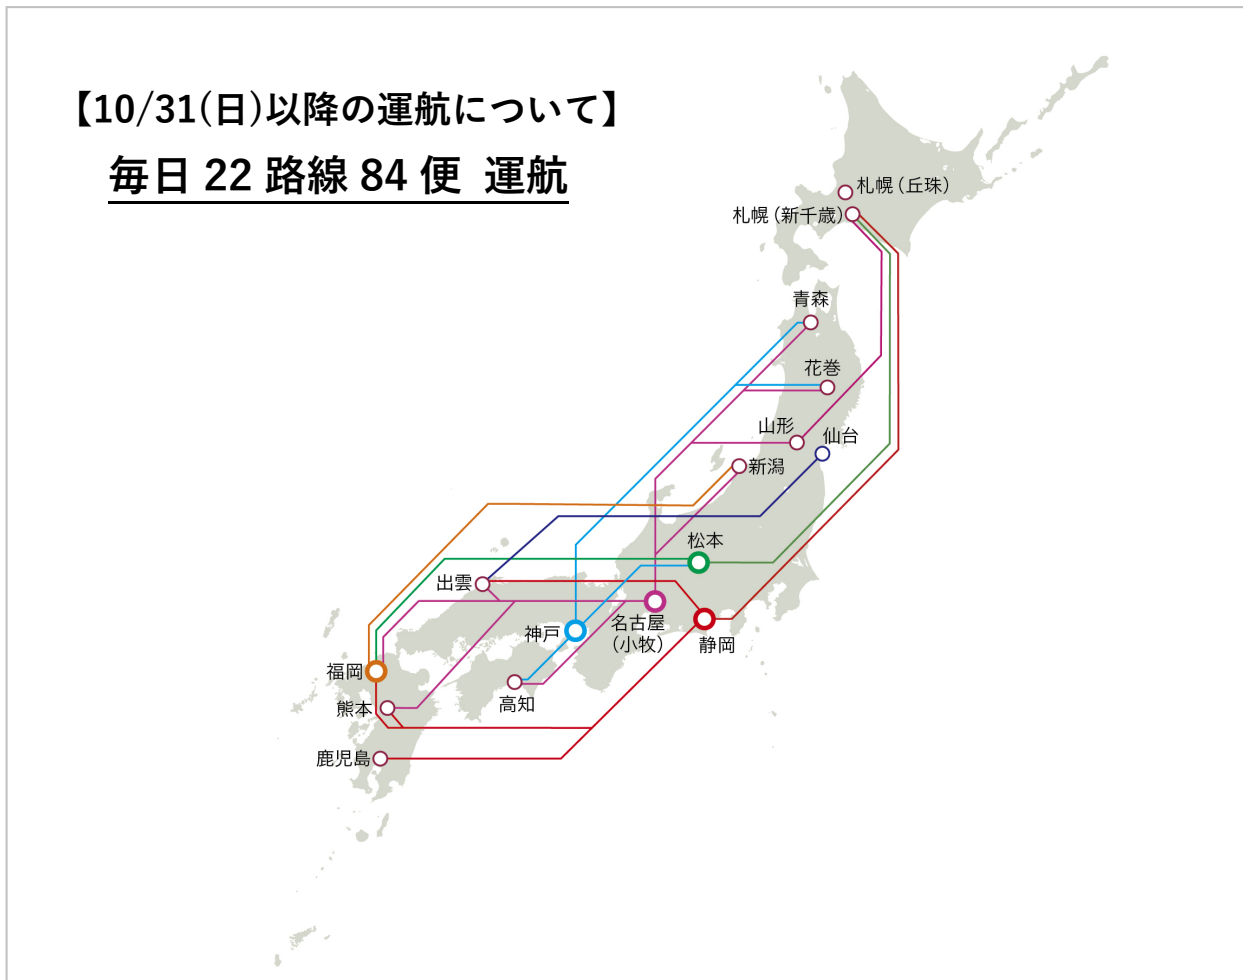 【10/31(日)以降の運航について】
毎日 22 路線 84 便 運航
札幌(丘珠)
札幌(新千歳)
青森
花巻
山形
仙台
新潟
松本
出雲
神戸
名古屋
(小牧)
静岡
福岡
高知
熊本
鹿児島